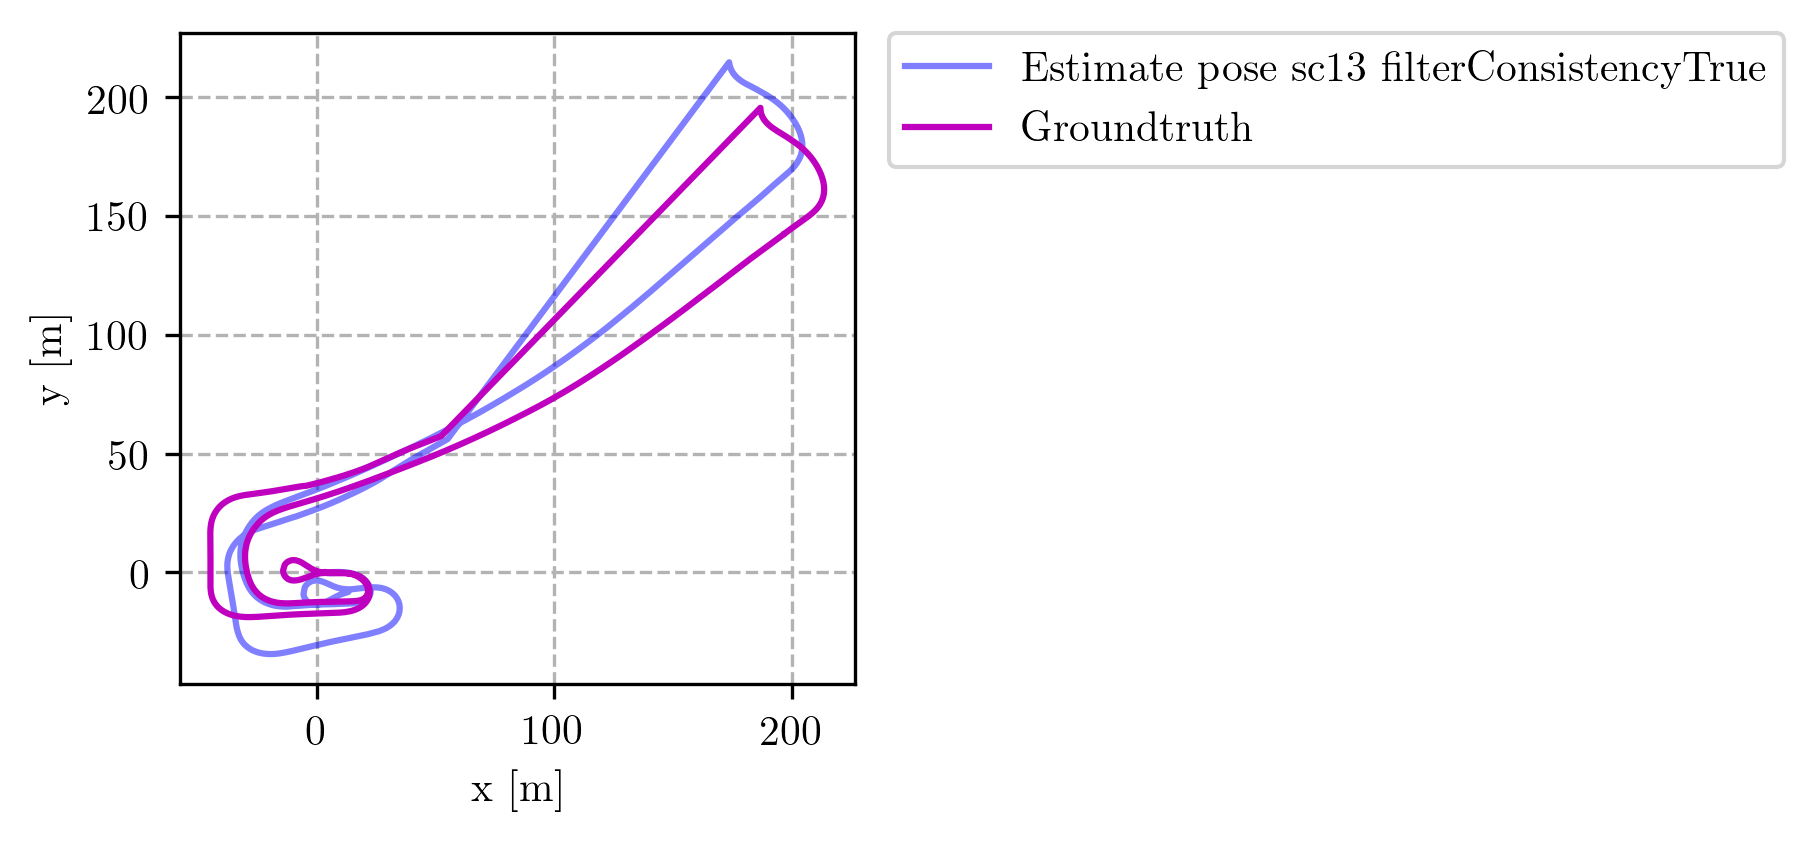 Estimate pose sc13 filterConsistencyTrue
Groundtruth
200
150
100
50
0
y [m]
0
100
200
x [m]